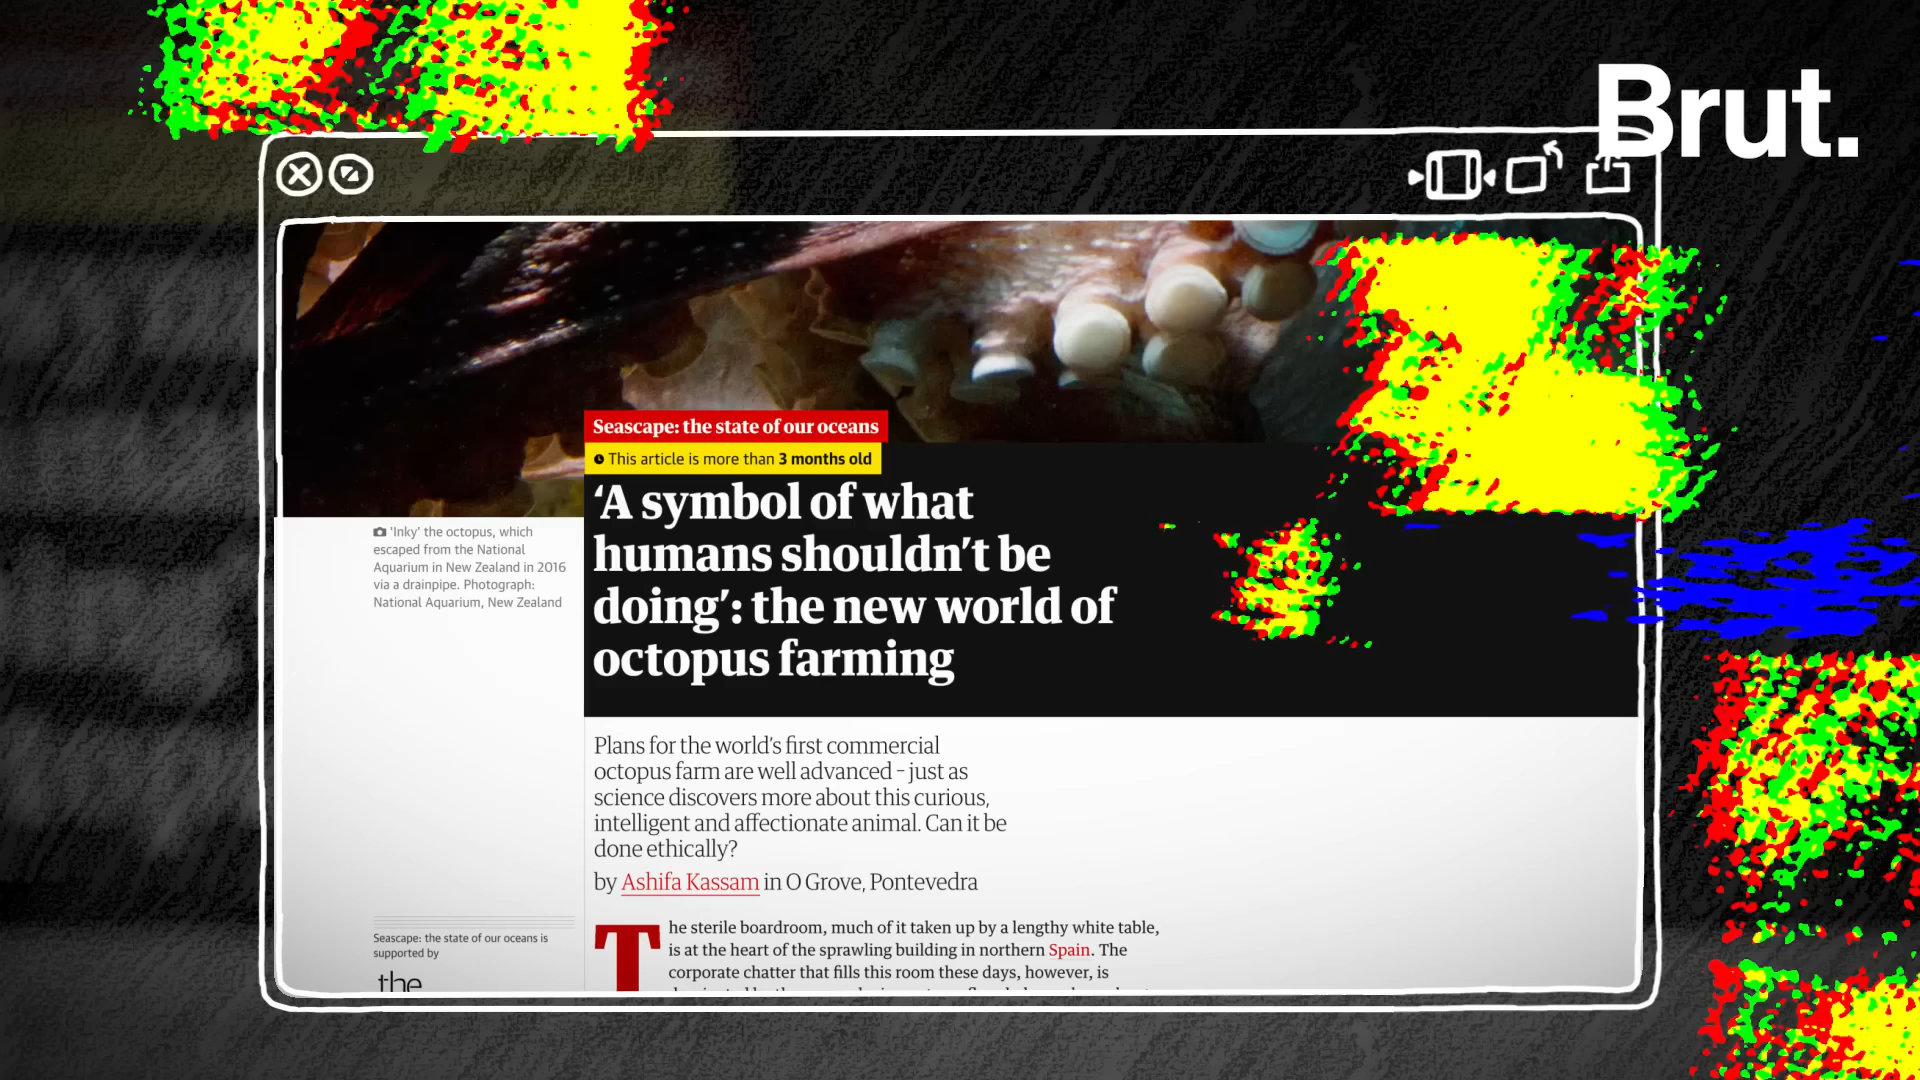 Brut.
Seascape: the state of our oceans
This article is more than 3 months old
‘A symbol of what
humans shouldn’t be
doing’: the new world of
octopus farming
'Inky' the octopus, which
escaped from the National
Aquarium in New Zealand in 2016
via a drainpipe. Photograph:
National Aquarium, New Zealand
Plans for the world’s first commercial
octopus farm are well advanced – just as
science discovers more about this curious,
intelligent and affectionate animal. Can it be
done ethically?
by Ashifa Kassam in O Grove, Pontevedra
The sterile boardroom, much of it taken up by a lengthy white table,
is at the heart of the sprawling building in northern Spain. The
corporate chatter that fills this room these days, however, is
Seascape: the state of our oceans is
supported by
the